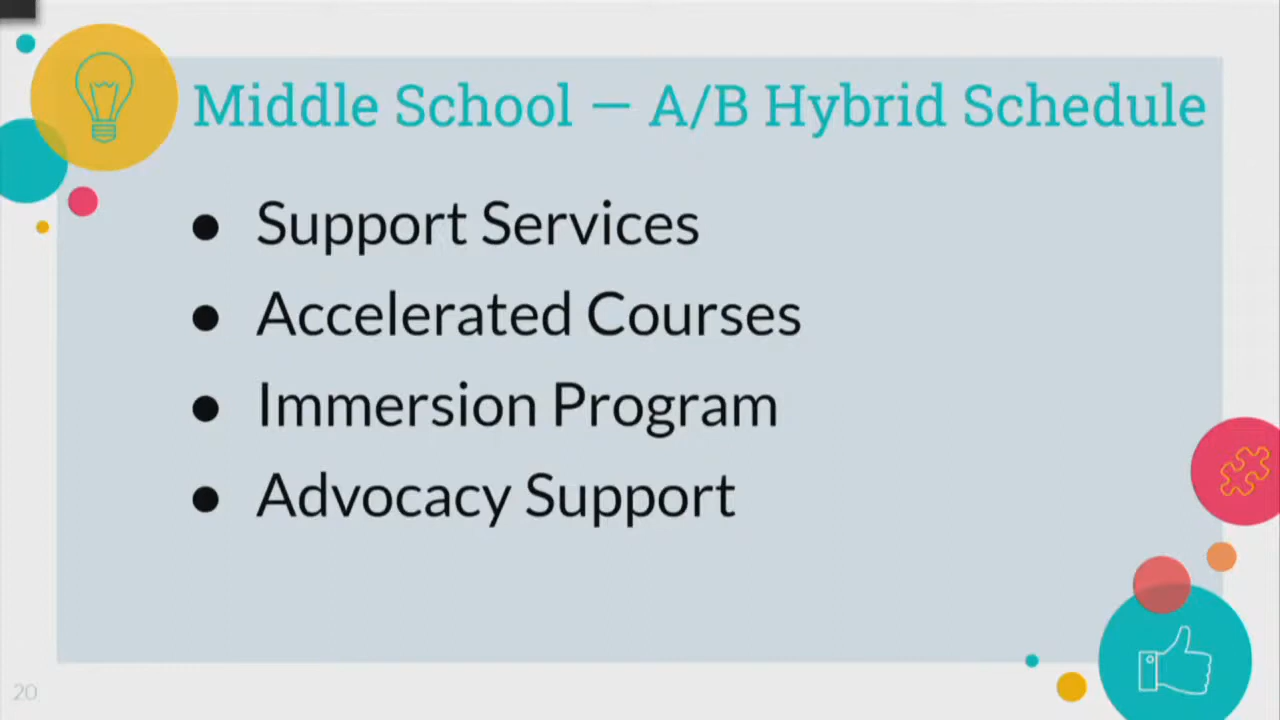 Middle School — A/B Hybrid Schedule
● Support Services
● Accelerated Courses
● Immersion Program
● Advocacy Support
20